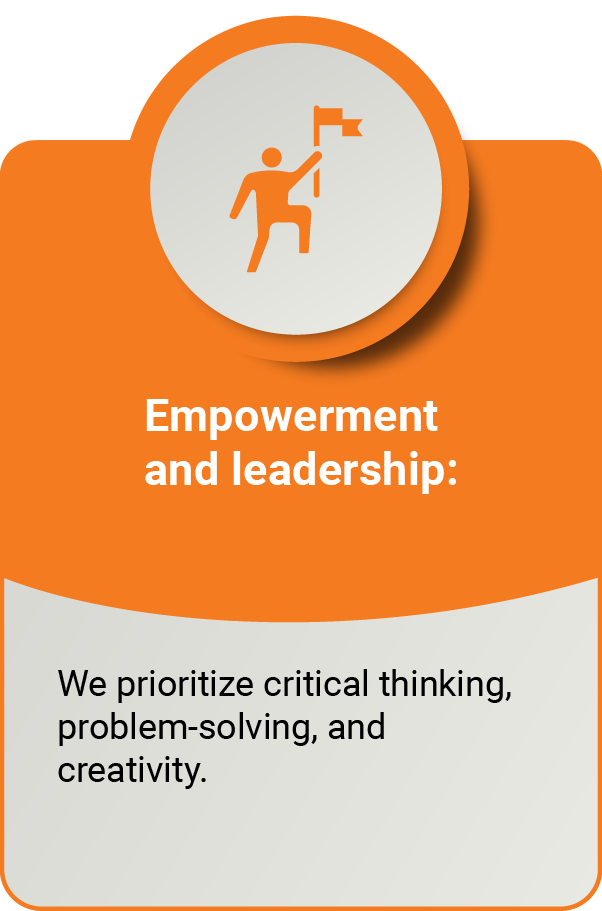 Empowerment
and leadership:
We prioritize critical thinking,
problem-solving, and
creativity.